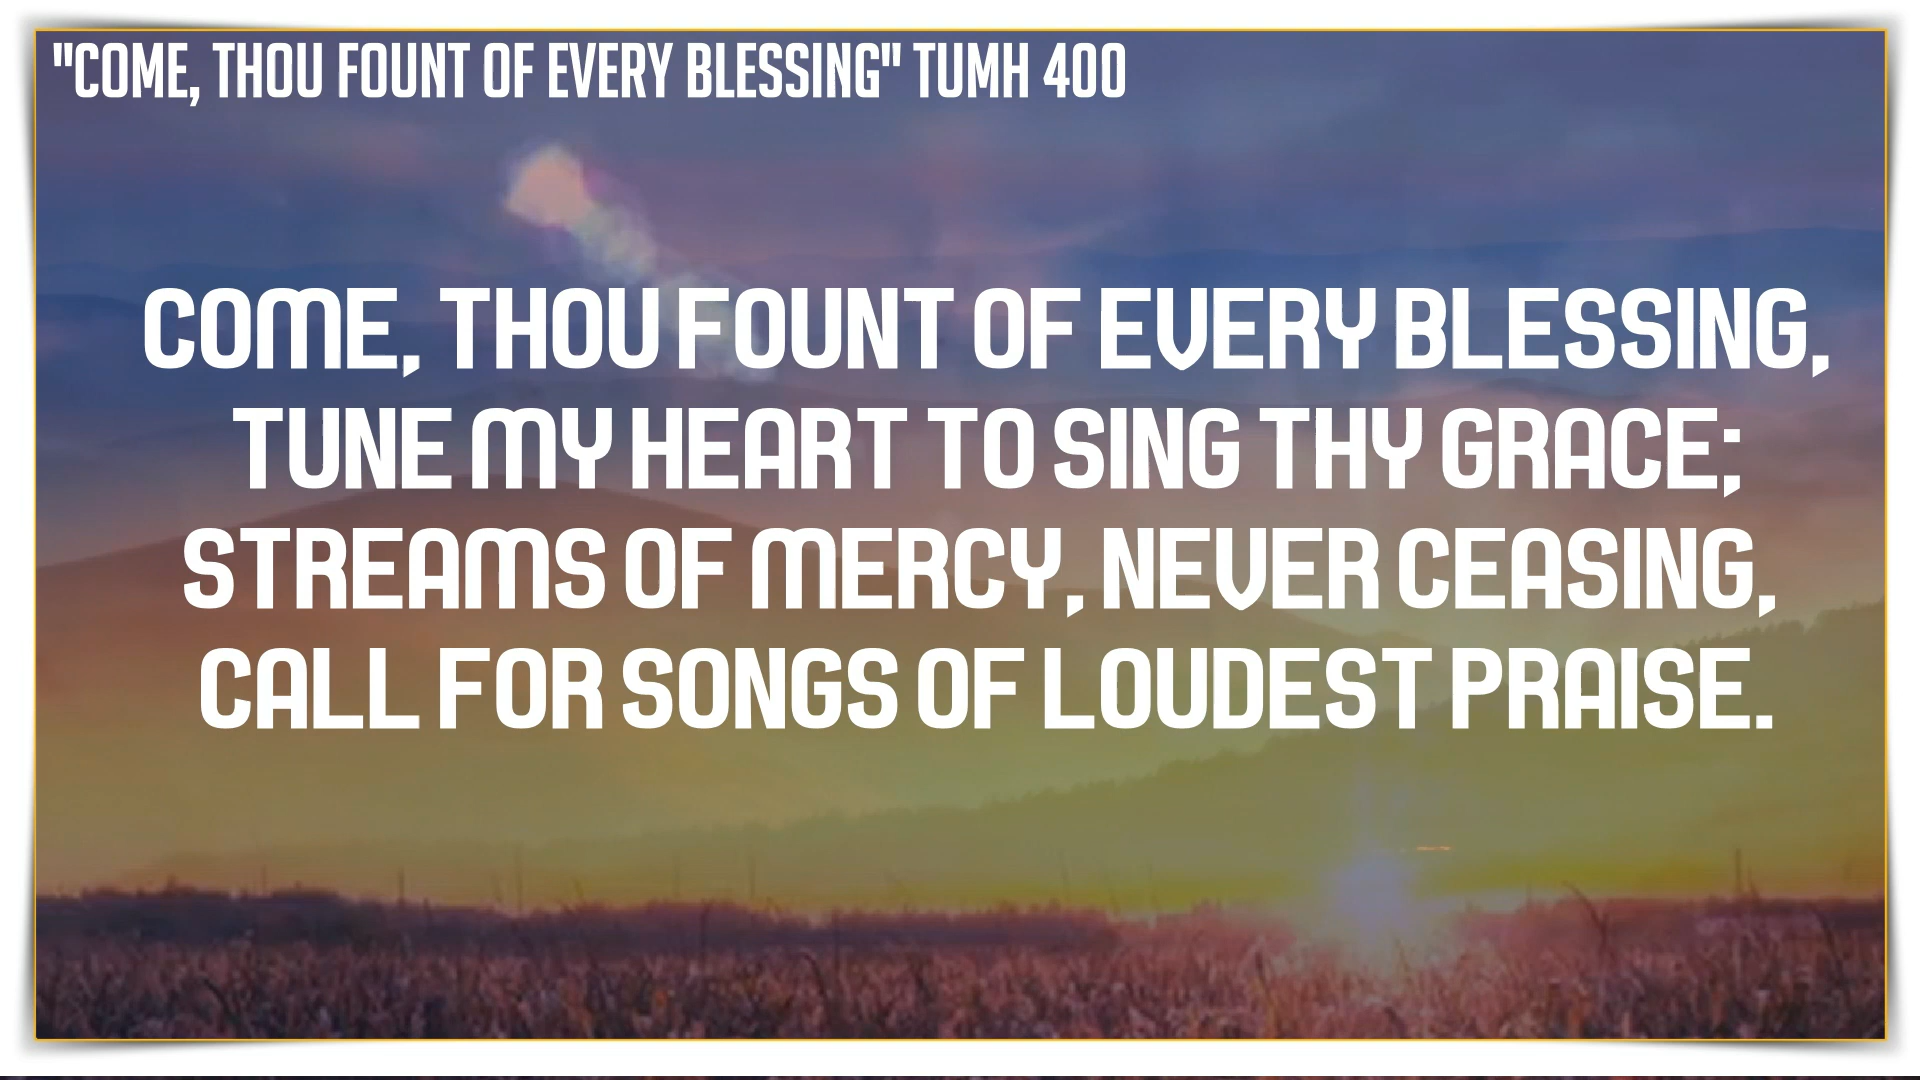 "COME, THOU FOUNT OF EVERY BLESSING" TUMH 400
COME, THOU FOUNT OF EVERY BLESSING,
TUNE MY HEART TO SING THY GRACE;
STREAMS OF MERCY, NEVER CEASING,
CALL FOR SONGS OF LOUDEST PRAISE.